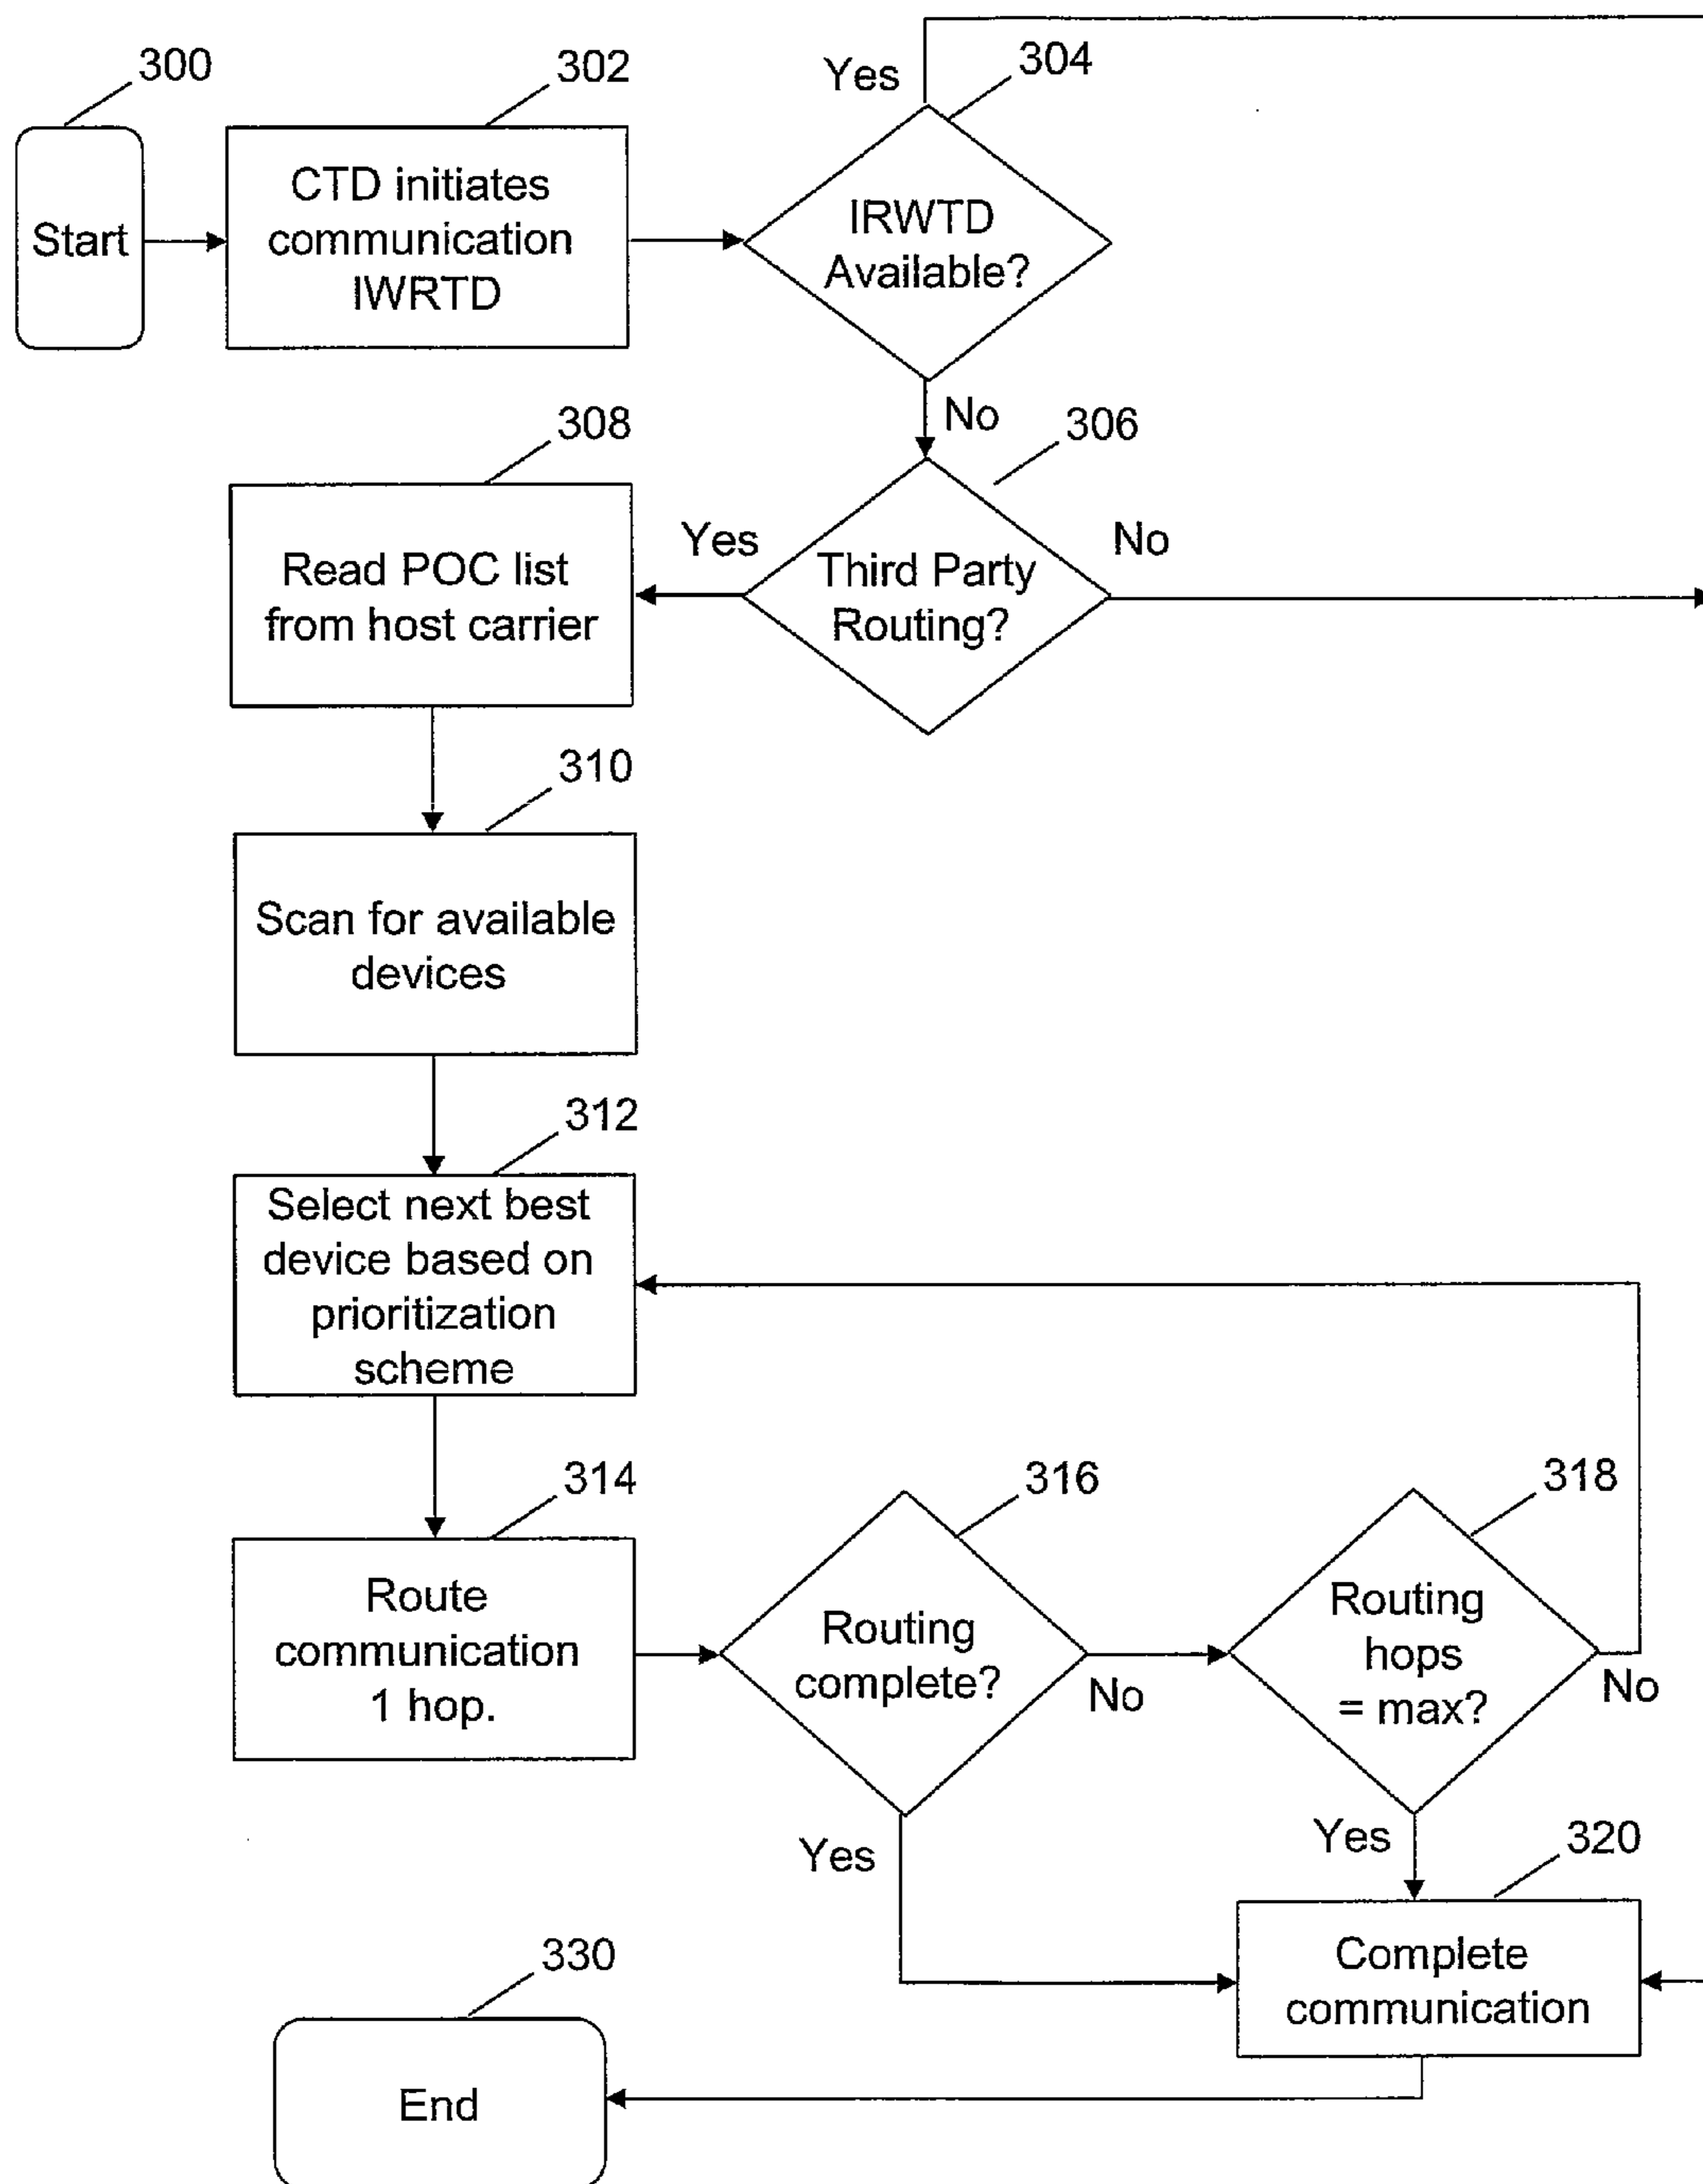 300
302
Yes
304
Start
CTD initiates
communication
IWRTD
IRWTD
Available?
No
308
306
Read POC list
from host carrier
Yes
Third Party
Routing?
No
310
Scan for available
devices
312
Select next best
device based on
prioritization
scheme
314
316
318
Route
communication
1 hop.
Routing
complete?
No
Routing
hops
= max?
No
Yes
Yes
320
Complete
communication
330
End